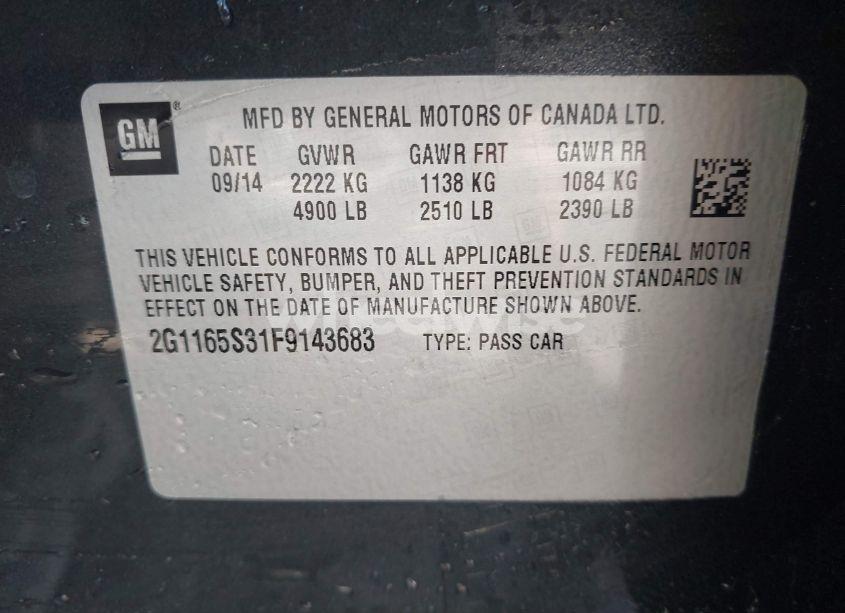 GM ®
MFD BY GENERAL MOTORS OF CANADA LTD.
DATE GVWR GAWR FRT GAWR RR
09/14 2222 KG 1138 KG 1084 KG
4900 LB 2510 LB 2390 LB
THIS VEHICLE CONFORMS TO ALL APPLICABLE U.S. FEDERAL MOTOR
VEHICLE SAFETY, BUMPER, AND THEFT PREVENTION STANDARDS IN
EFFECT ON THE DATE OF MANUFACTURE SHOWN ABOVE.
2G1165S31F9143683 TYPE: PASS CAR